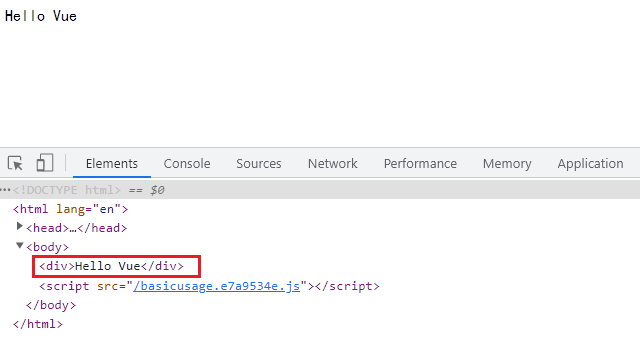 Hello Vue
Elements Console Sources Network Performance Memory Application
···<!DOCTYPE html> == $0
<html lang="en">
<head>…</head>
<body>
<div>Hello Vue</div>
<script src="/basicusage.e7a9534e.js"></script>
</body>
</html>